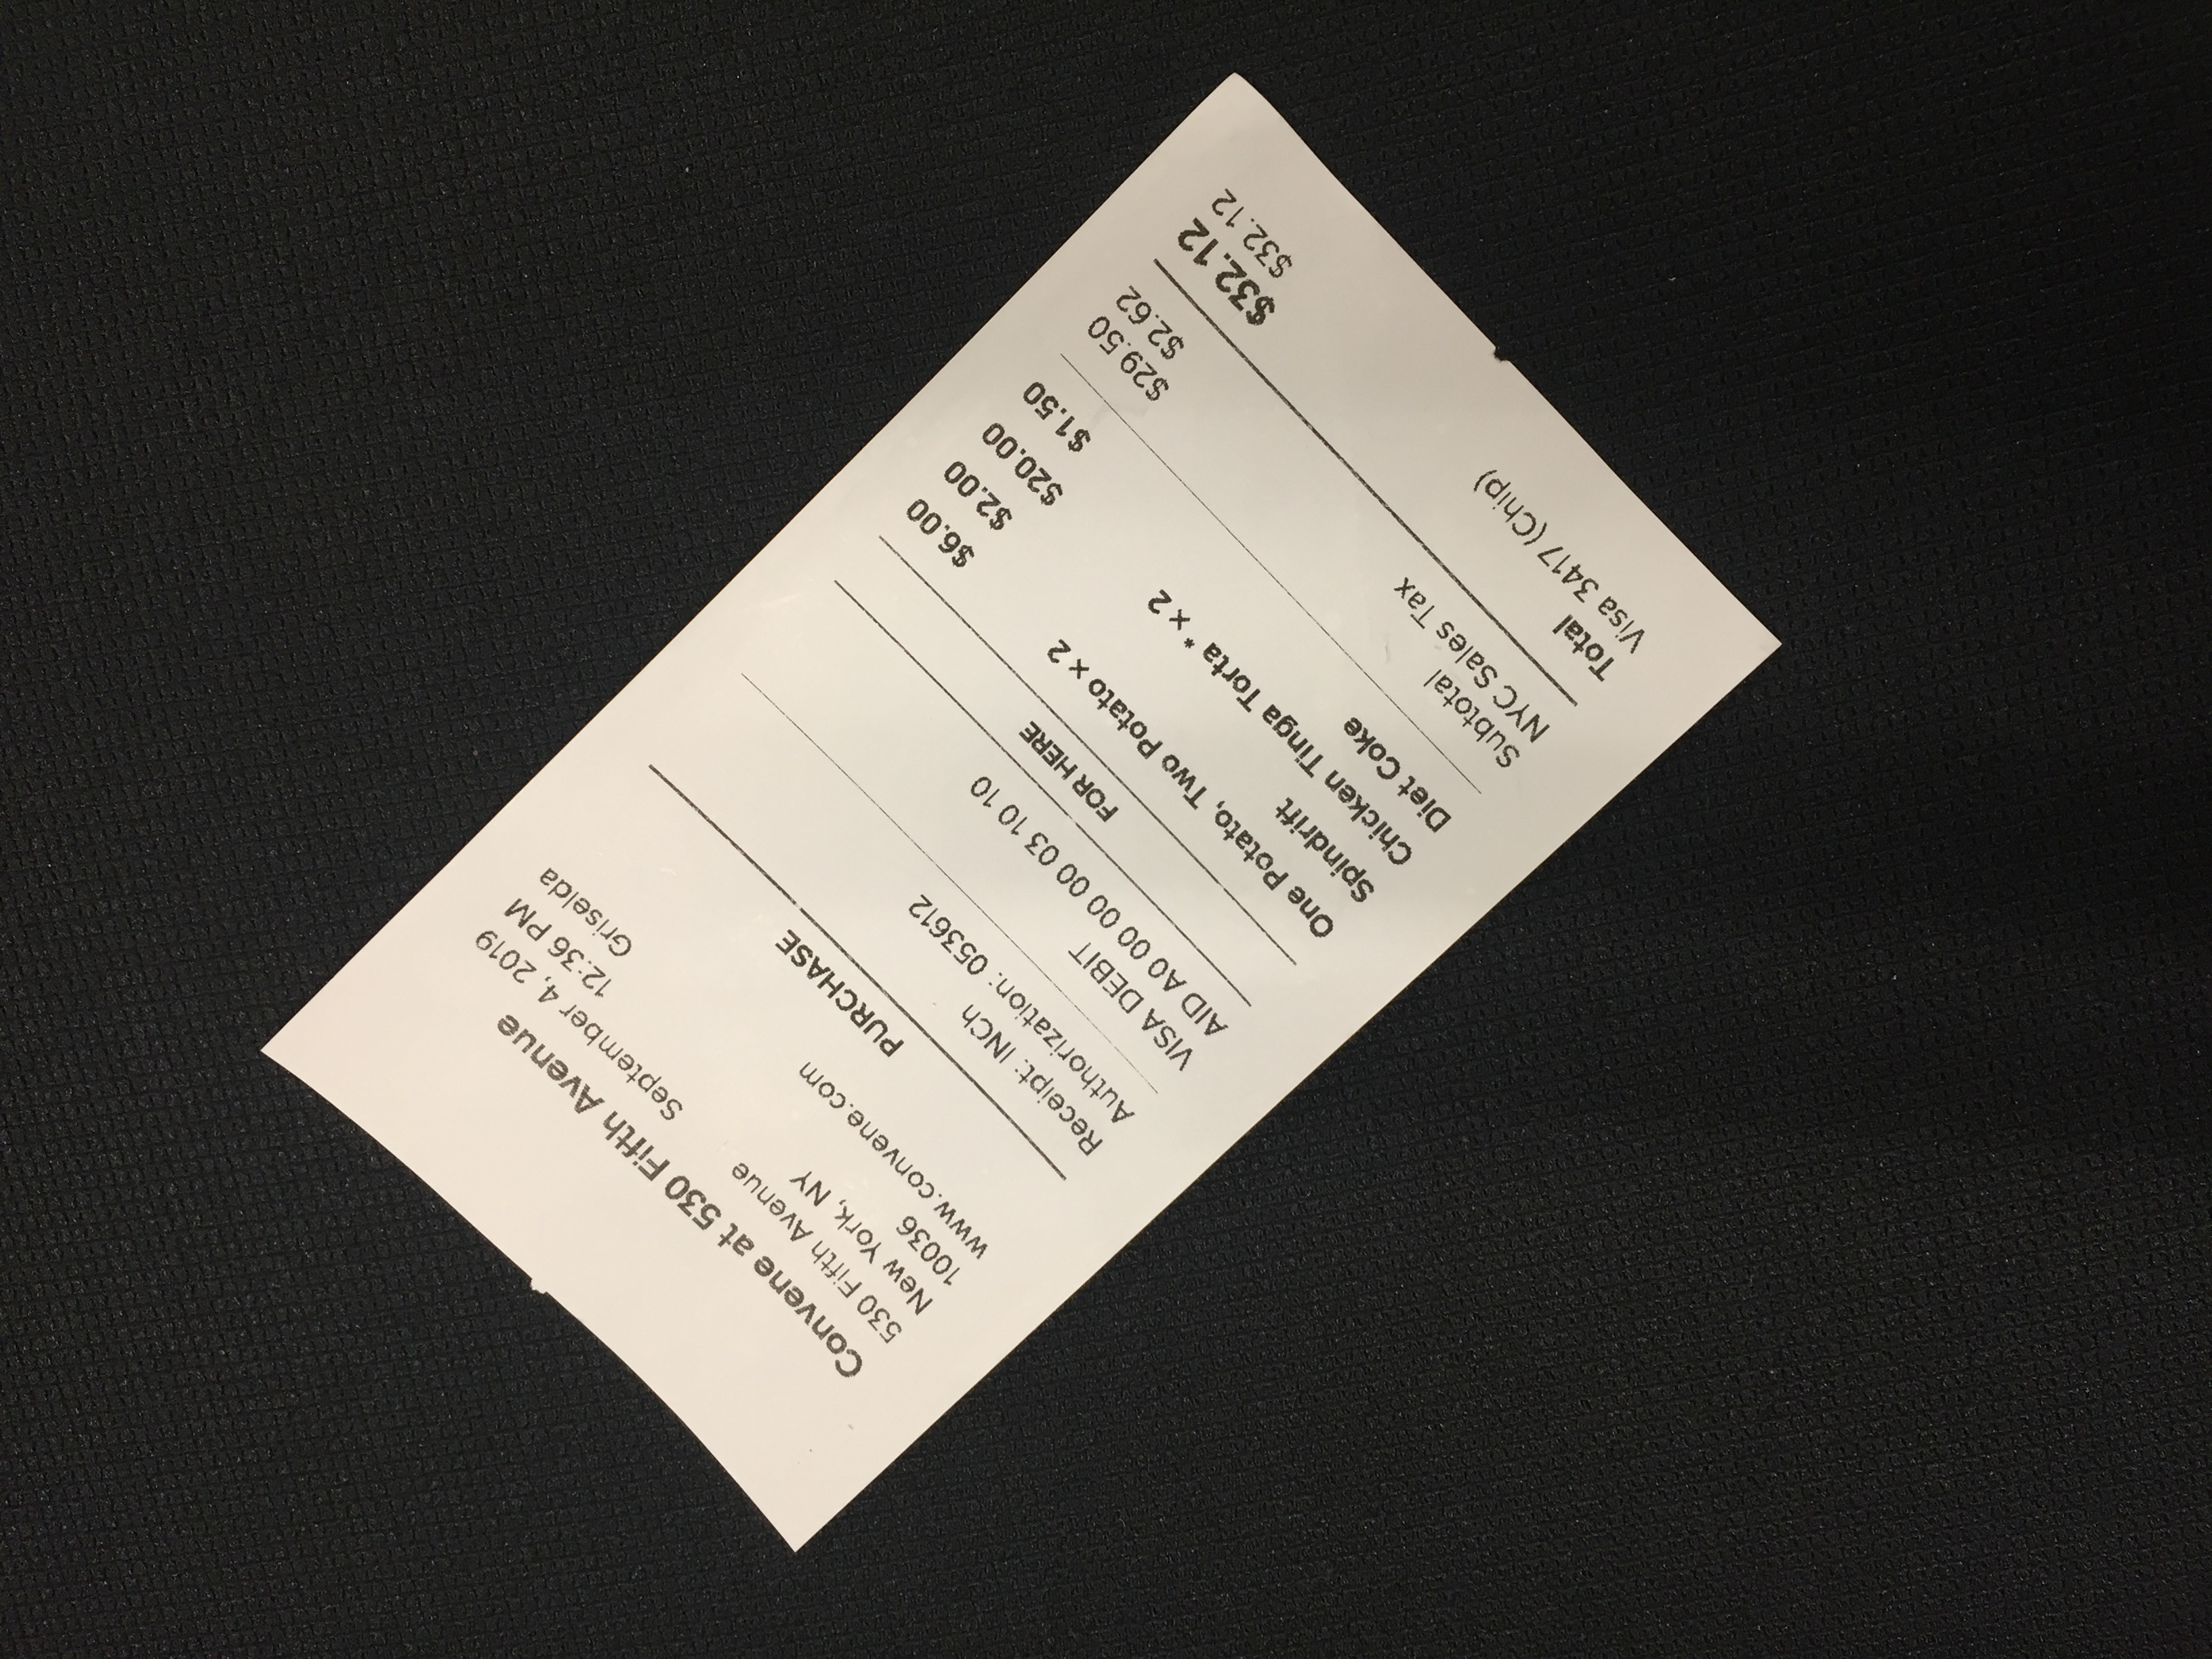 Convene at 530 Fifth Avenue
530 Fifth Avenue September 4, 2019
New York, NY 12:36 PM
10036 Griselda
www.convene.com
PURCHASE
Receipt: INCh
Authorization: 053612
VISA DEBIT
AID A0 00 00 00 03 10 10
FOR HERE
One Potato, Two Potato x 2 $6.00
Spindrift $2.00
Chicken Tinga Torta * x 2 $20.00
Diet Coke $1.50
Subtotal $29.50
NYC Sales Tax $2.62
Total $32.12
Visa 3417 (Chip) $32.12